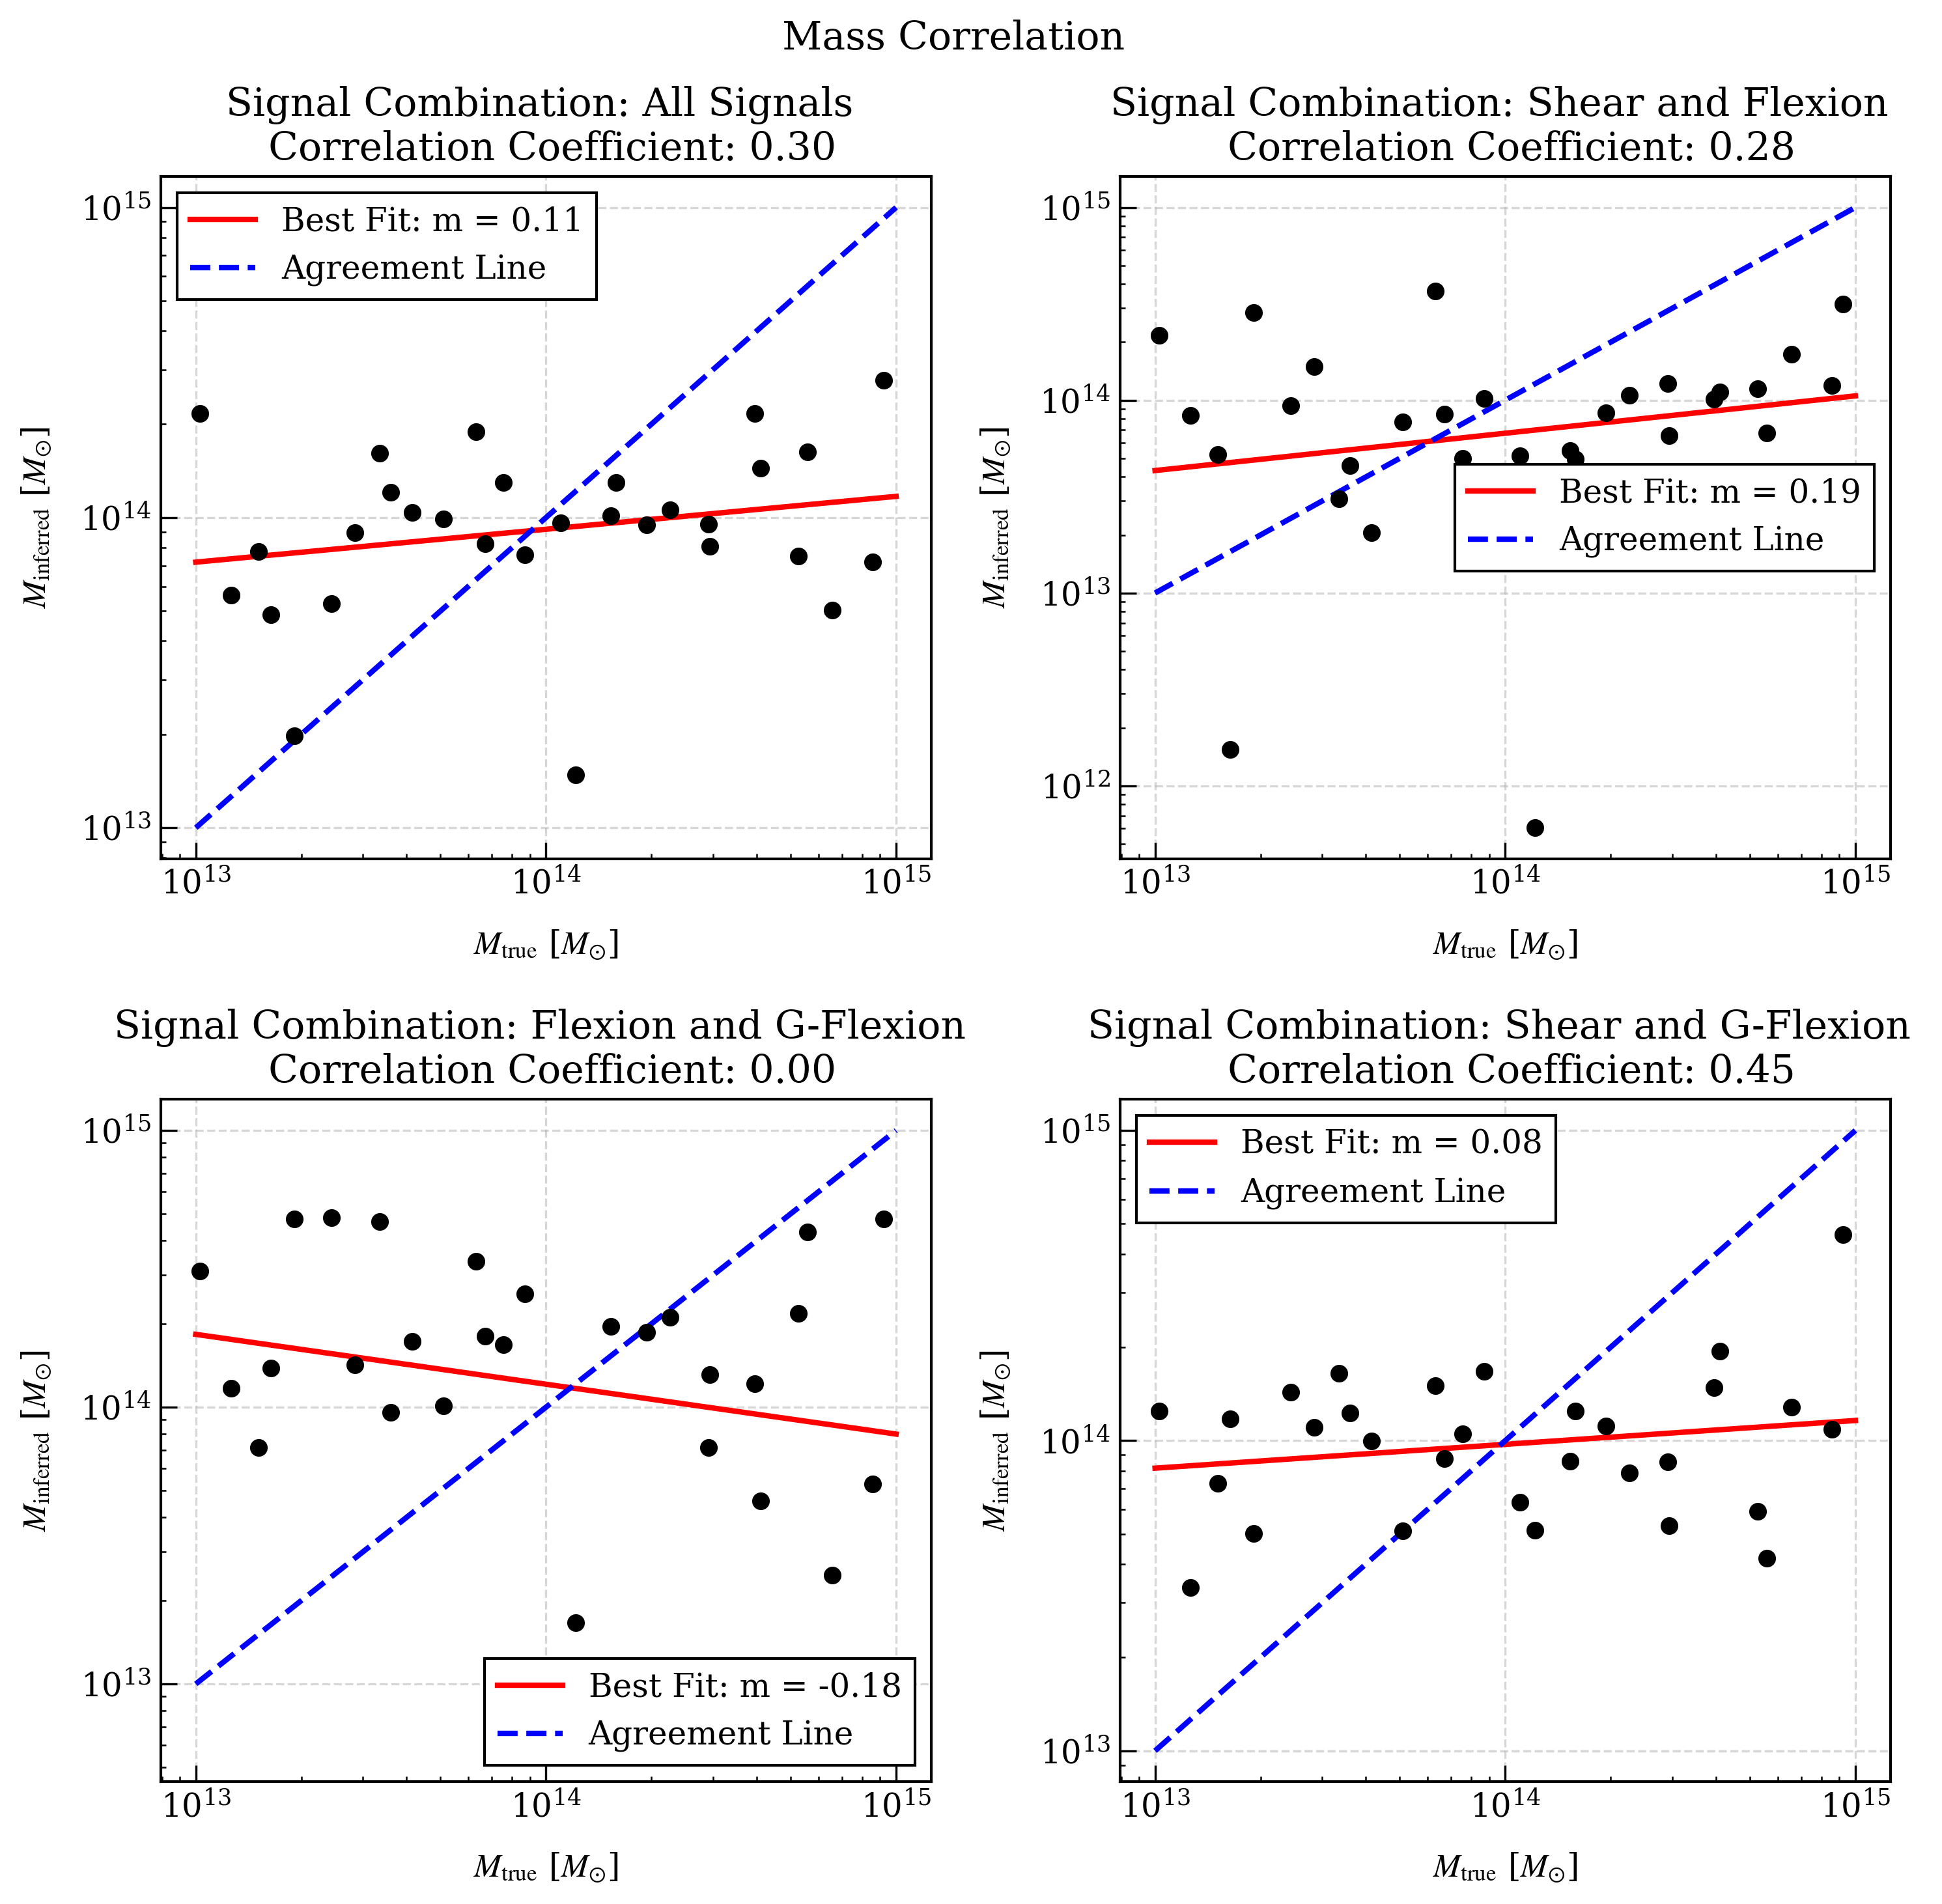 Mass Correlation
Signal Combination: All Signals
Correlation Coefficient: 0.30
10^15
10^14
10^13
Best Fit: m = 0.11
Agreement Line
M_inferred [M_⊙]
10^13 10^14 10^15
M_true [M_⊙]
Signal Combination: Shear and Flexion
Correlation Coefficient: 0.28
10^15
10^14
10^13
10^12
Best Fit: m = 0.19
Agreement Line
M_inferred [M_⊙]
10^13 10^14 10^15
M_true [M_⊙]
Signal Combination: Flexion and G-Flexion
Correlation Coefficient: 0.00
10^15
10^14
10^13
Best Fit: m = -0.18
Agreement Line
M_inferred [M_⊙]
10^13 10^14 10^15
M_true [M_⊙]
Signal Combination: Shear and G-Flexion
Correlation Coefficient: 0.45
10^15
10^14
10^13
Best Fit: m = 0.08
Agreement Line
M_inferred [M_⊙]
10^13 10^14 10^15
M_true [M_⊙]